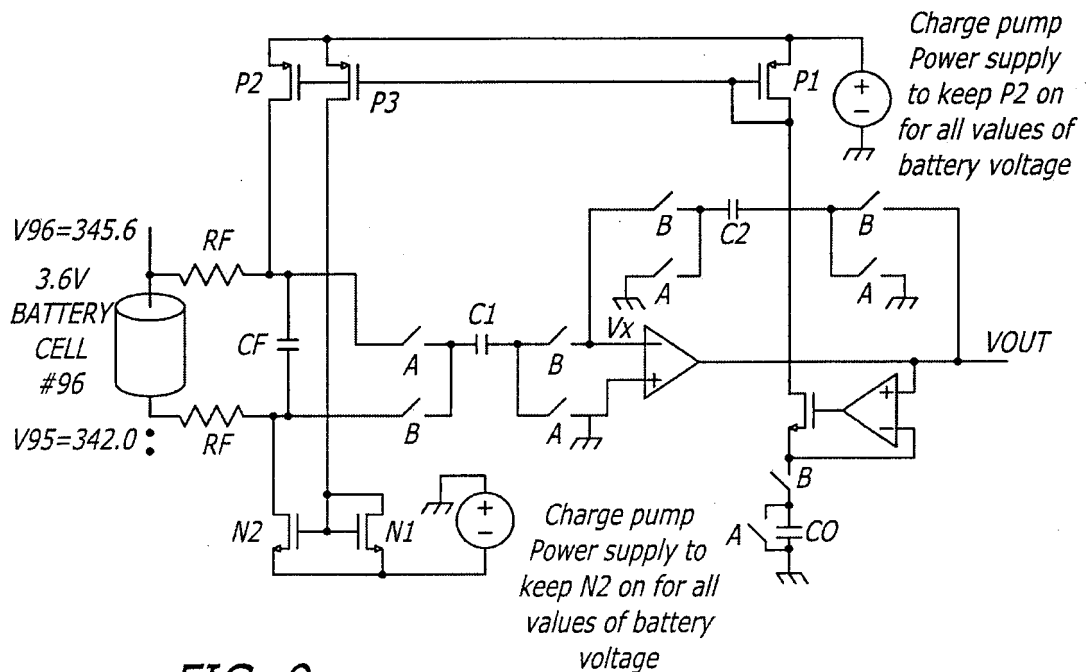 Charge pump
Power supply
to keep P2 on
for all values of
battery voltage
P2
P3
P1
+
−
V96=345.6
RF
3.6V
BATTERY
CELL
#96
CF
V95=342.0
RF
A
B
C1
B
A
B
A
C2
B
A
Vx
−
+
VOUT
+
−
B
A
CO
N2
N1
+
−
Charge pump
Power supply to
keep N2 on for all
values of battery
voltage